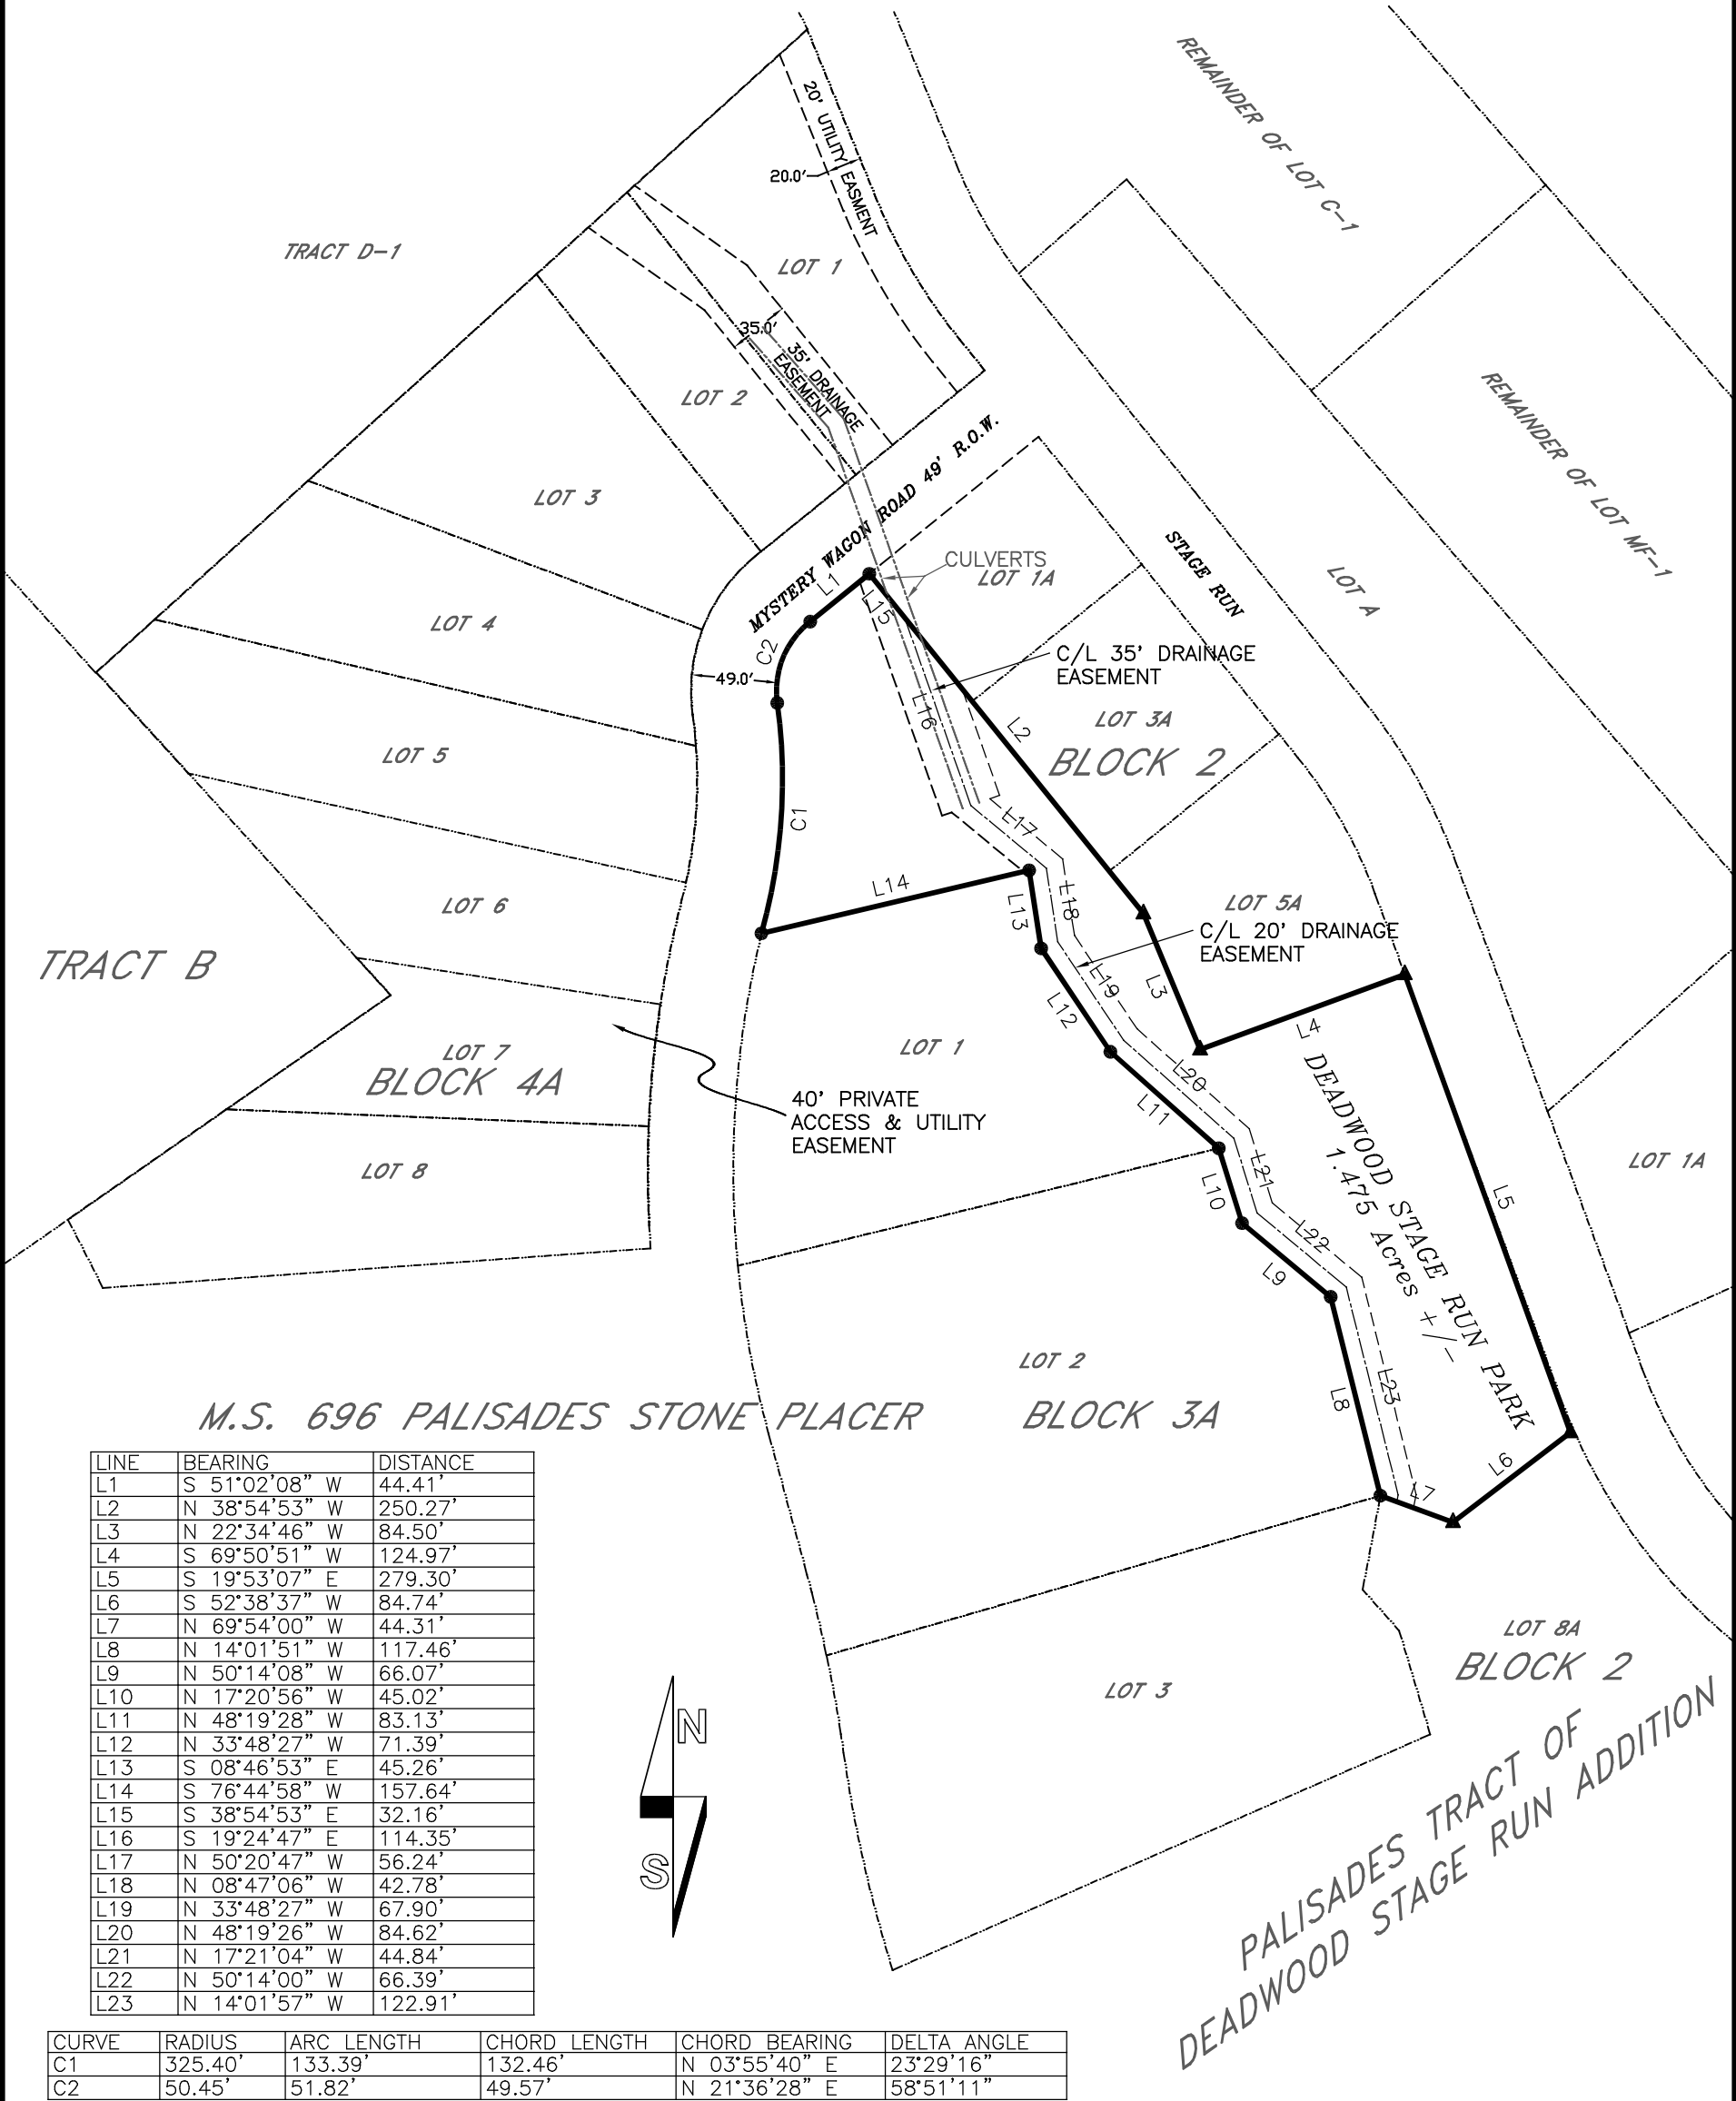 REMAINDER OF LOT C-1
20' UTILITY EASMENT
20.0'
TRACT D-1
LOT 1
35.0'
35' DRAINAGE
EASEMENT
LOT 2
REMAINDER OF LOT MF-1
MYSTERY WAGON ROAD 49' R.O.W.
LOT 3
STAGE RUN
CULVERTS
LOT 1A
LOT A
L1
L15
LOT 4
C2
C/L 35' DRAINAGE
EASEMENT
49.0'
L16
L2
LOT 3A
BLOCK 2
LOT 5
C1
L17
L14
L18
L13
LOT 5A
LOT 6
C/L 20' DRAINAGE
EASEMENT
TRACT B
L19
L3
L12
L4
LOT 1
LOT 7
BLOCK 4A
L20
L11
40' PRIVATE
ACCESS & UTILITY
EASEMENT
DEADWOOD STAGE RUN PARK
1.475 Acres +/-
LOT 8
LOT 1A
L21
L10
L5
L22
L9
LOT 2
L23
L8
M.S. 696 PALISADES STONE PLACER
BLOCK 3A
L6
L7
LINE BEARING DISTANCE
L1 S 51°02'08" W 44.41'
L2 N 38°54'53" W 250.27'
L3 N 22°34'46" W 84.50'
L4 S 69°50'51" W 124.97'
L5 S 19°53'07" E 279.30'
L6 S 52°38'37" W 84.74'
L7 N 69°54'00" W 44.31'
L8 N 14°01'51" W 117.46'
L9 N 50°14'08" W 66.07'
L10 N 17°20'56" W 45.02'
L11 N 48°19'28" W 83.13'
L12 N 33°48'27" W 71.39'
L13 S 08°46'53" E 45.26'
L14 S 76°44'58" W 157.64'
L15 S 38°54'53" E 32.16'
L16 S 19°24'47" E 114.35'
L17 N 50°20'47" W 56.24'
L18 N 08°47'06" W 42.78'
L19 N 33°48'27" W 67.90'
L20 N 48°19'26" W 84.62'
L21 N 17°21'04" W 44.84'
L22 N 50°14'00" W 66.39'
L23 N 14°01'57" W 122.91'
N
S
LOT 3
LOT 8A
BLOCK 2
PALISADES TRACT OF
DEADWOOD STAGE RUN ADDITION
CURVE RADIUS ARC LENGTH CHORD LENGTH CHORD BEARING DELTA ANGLE
C1 325.40' 133.39' 132.46' N 03°55'40" E 23°29'16"
C2 50.45' 51.82' 49.57' N 21°36'28" E 58°51'11"